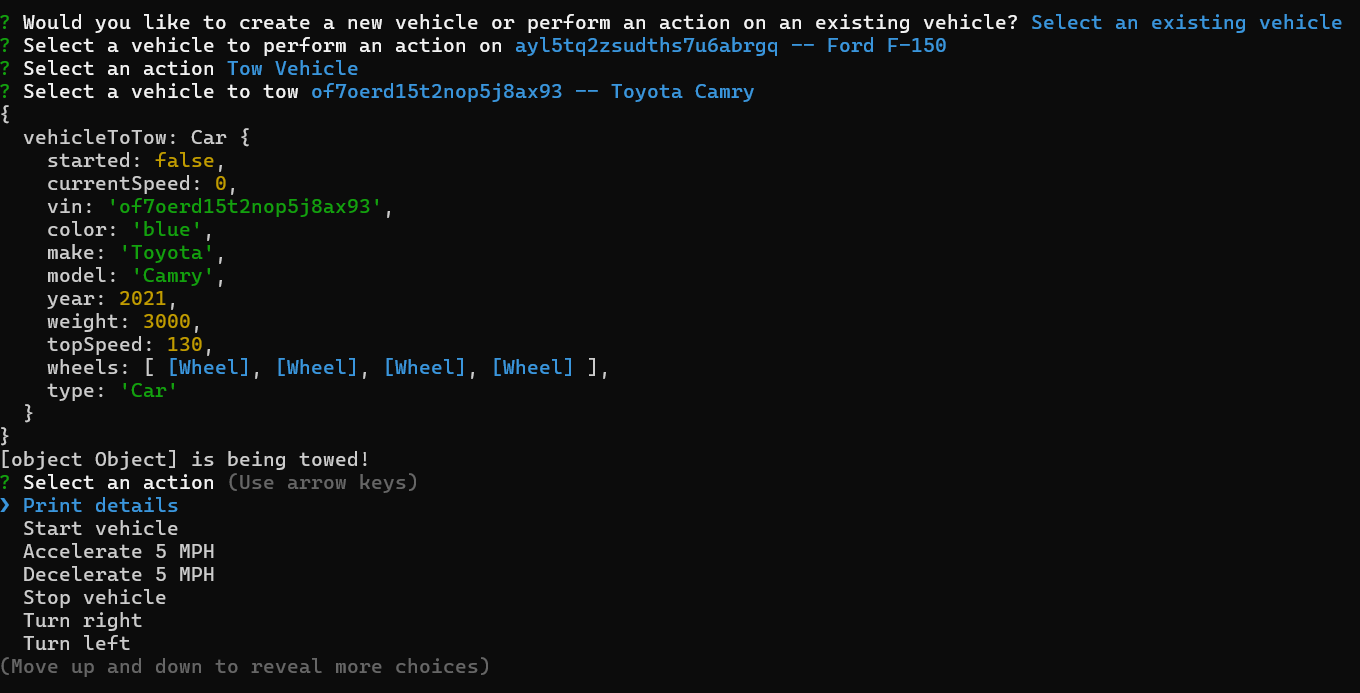 ? Would you like to create a new vehicle or perform an action on an existing vehicle? Select an existing vehicle
? Select a vehicle to perform an action on ayl5tq2zsudths7u6abrgq -- Ford F-150
? Select an action Tow Vehicle
? Select a vehicle to tow of7oerd15t2nop5j8ax93 -- Toyota Camry
{
  vehicleToTow: Car {
    started: false,
    currentSpeed: 0,
    vin: 'of7oerd15t2nop5j8ax93',
    color: 'blue',
    make: 'Toyota',
    model: 'Camry',
    year: 2021,
    weight: 3000,
    topSpeed: 130,
    wheels: [ [Wheel], [Wheel], [Wheel], [Wheel] ],
    type: 'Car'
  }
}
[object Object] is being towed!
? Select an action (Use arrow keys)
❯ Print details
  Start vehicle
  Accelerate 5 MPH
  Decelerate 5 MPH
  Stop vehicle
  Turn right
  Turn left
(Move up and down to reveal more choices)